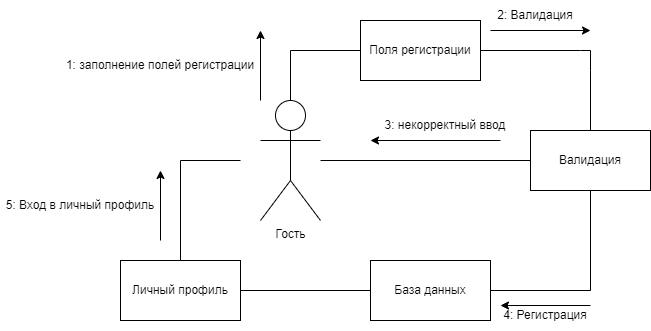 2: Валидация
Поля регистрации
1: заполнение полей регистрации
3: некорректный ввод
Валидация
5: Вход в личный профиль
Гость
Личный профиль
База данных
4: Регистрация